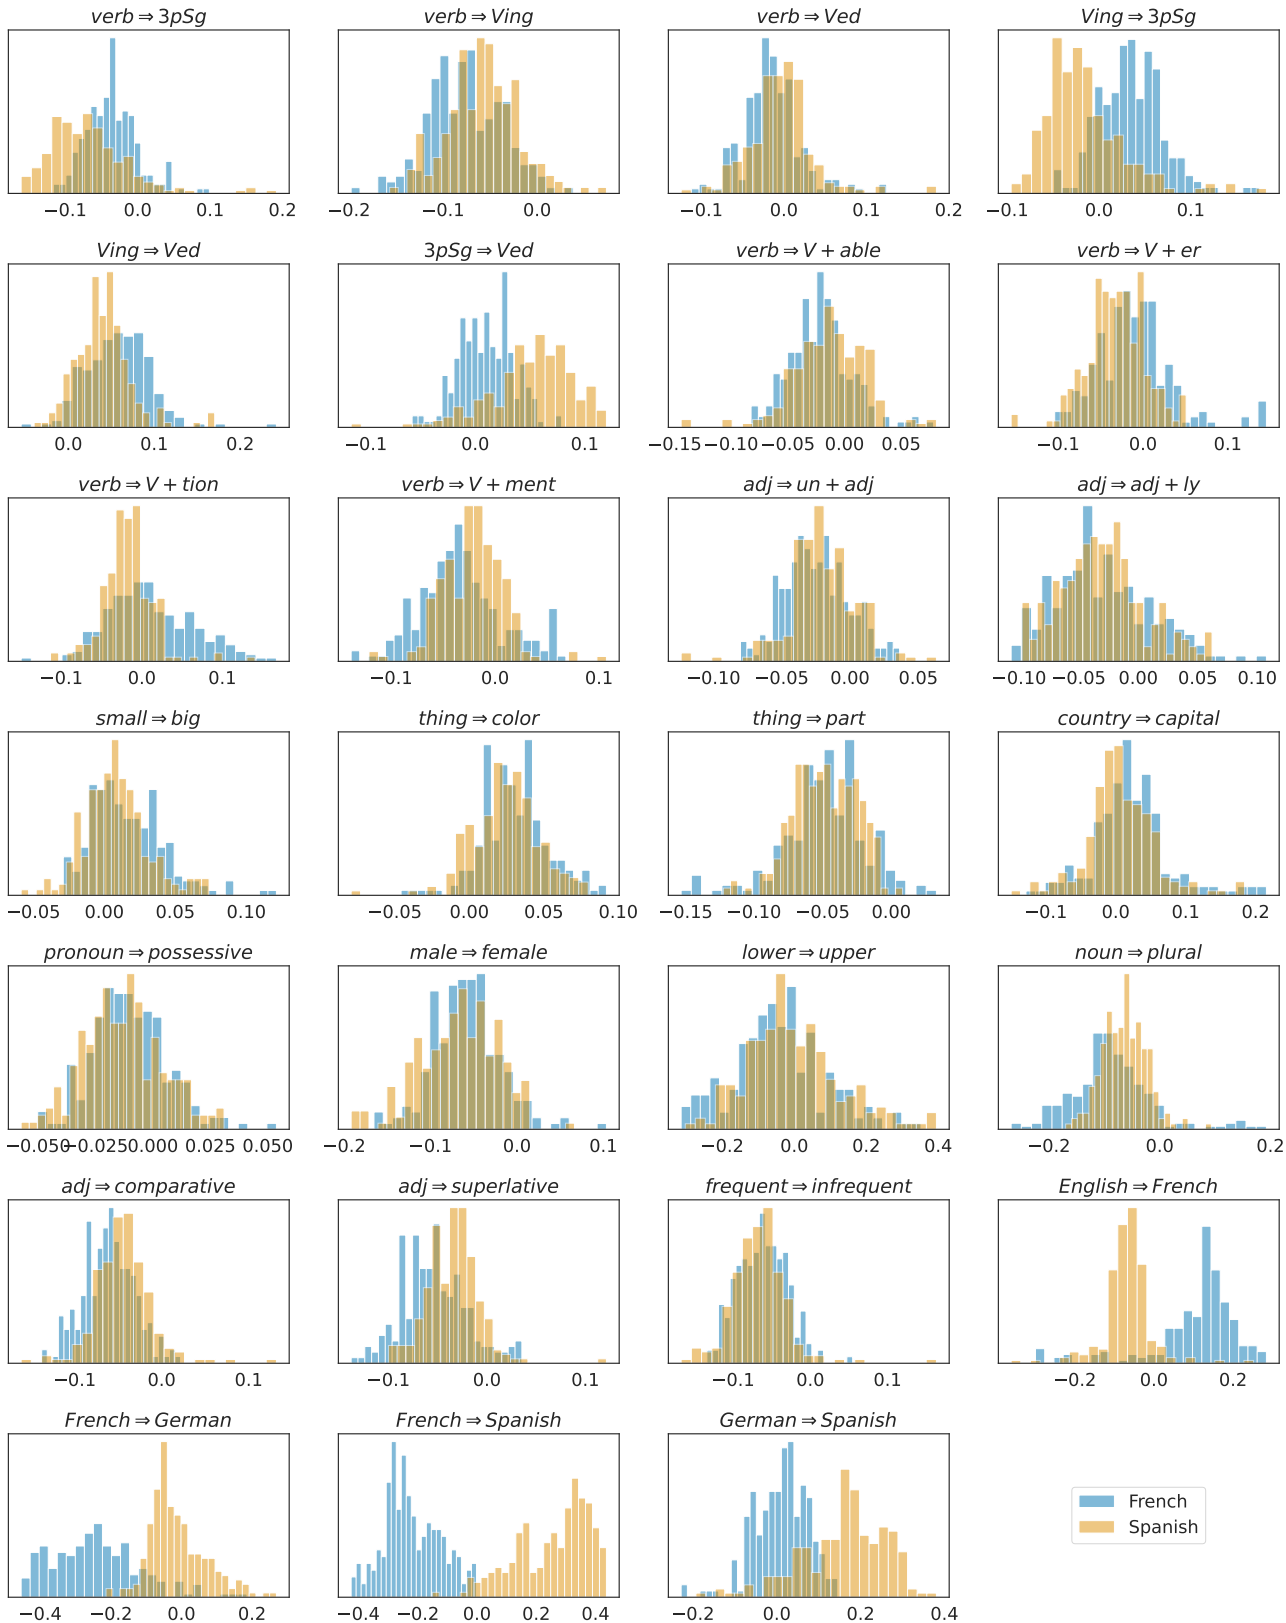 verb ⇒ 3pSg
verb ⇒ Ving
verb ⇒ Ved
Ving ⇒ 3pSg
−0.1 0.0 0.1 0.2
−0.2 −0.1 0.0
−0.1 0.0 0.1 0.2
−0.1 0.0 0.1
Ving ⇒ Ved
3pSg ⇒ Ved
verb ⇒ V + able
verb ⇒ V + er
0.0 0.1 0.2
−0.1 0.0 0.1
−0.15 −0.10 −0.05 0.00 0.05
−0.1 0.0 0.1
verb ⇒ V + tion
verb ⇒ V + ment
adj ⇒ un + adj
adj ⇒ adj + ly
−0.1 0.0 0.1
−0.1 0.0 0.1
−0.10 −0.05 0.00 0.05
−0.10 −0.05 0.00 0.05 0.10
small ⇒ big
thing ⇒ color
thing ⇒ part
country ⇒ capital
−0.05 0.00 0.05 0.10
−0.05 0.00 0.05 0.10
−0.15 −0.10 −0.05 0.00
−0.1 0.0 0.1 0.2
pronoun ⇒ possessive
male ⇒ female
lower ⇒ upper
noun ⇒ plural
−0.050 −0.025 0.000 0.025 0.050
−0.2 −0.1 0.0 0.1
−0.2 0.0 0.2 0.4
−0.2 −0.1 0.0 0.1 0.2
adj ⇒ comparative
adj ⇒ superlative
frequent ⇒ infrequent
English ⇒ French
−0.1 0.0 0.1
−0.1 0.0 0.1
−0.1 0.0 0.1
−0.2 0.0 0.2
French ⇒ German
French ⇒ Spanish
German ⇒ Spanish
French
Spanish
−0.4 −0.2 0.0 0.2
−0.4 −0.2 0.0 0.2 0.4
−0.2 0.0 0.2 0.4